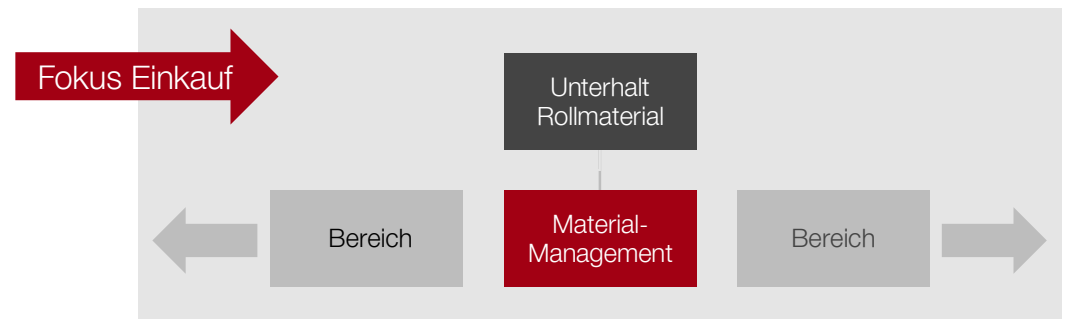 Fokus Einkauf
Unterhalt
Rollmaterial
Bereich
Material-
Management
Bereich